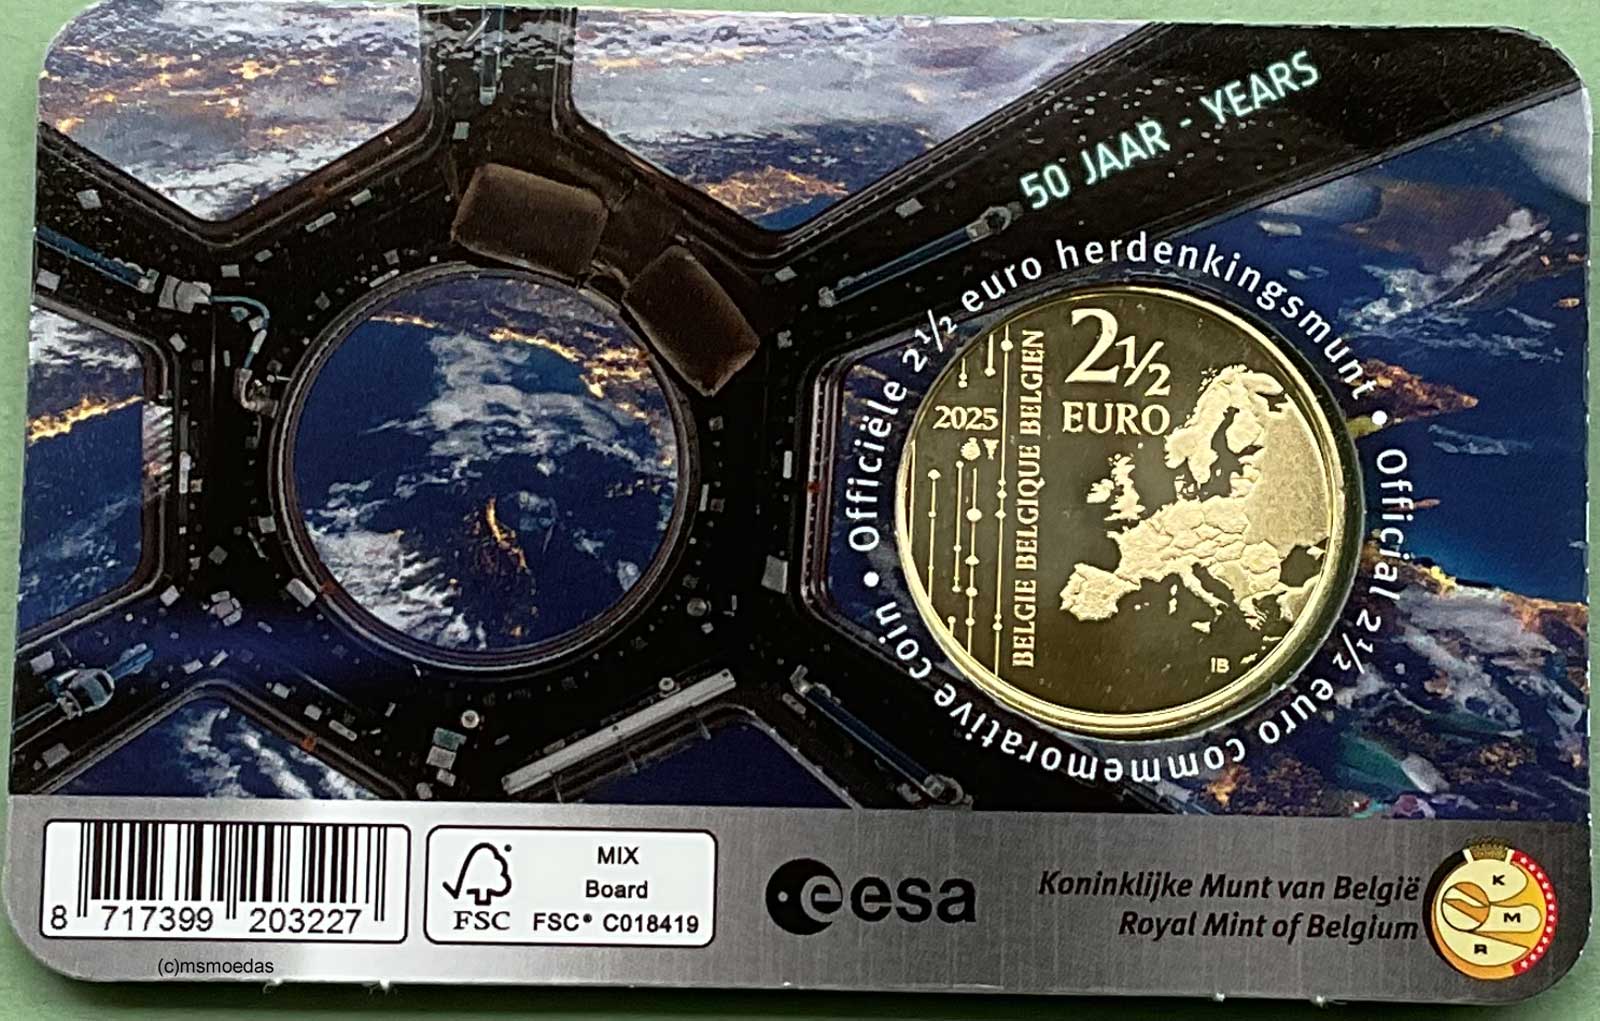 50 JAAR - YEARS
• Officiële 2½ euro herdenkingsmunt • Official 2½ euro commemorative coin
2½
EURO
2025
BELGIE BELGIQUE BELGIEN
IB
8 717399 203227
FSC
MIX
Board
FSC® C018419
esa
Koninklijke Munt van België
Royal Mint of Belgium
K
M
R
(c)msmoedas